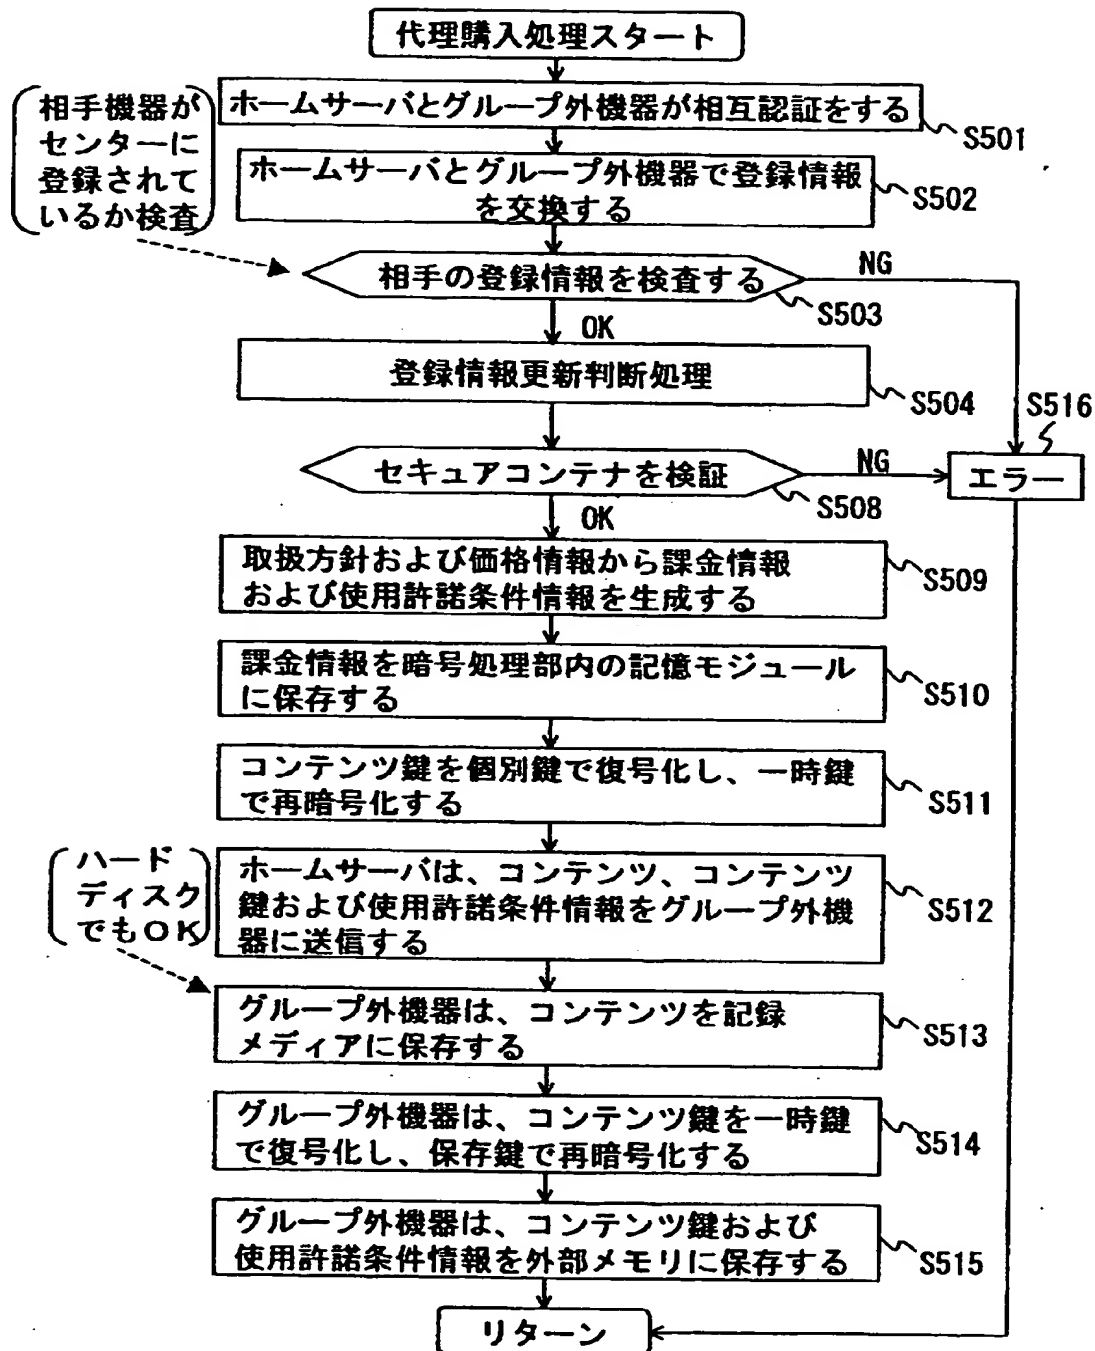 代理購入処理スタート
相手機器が
センターに
登録されて
いるか検査
ホームサーバとグループ外機器が相互認証をする
S501
ホームサーバとグループ外機器で登録情報
を交換する
S502
相手の登録情報を検査する
NG
S503
OK
登録情報更新判断処理
S504
S516
セキュアコンテナを検証
NG
エラー
S508
OK
取扱方針および価格情報から課金情報
および使用許諾条件情報を生成する
S509
課金情報を暗号処理部内の記憶モジュール
に保存する
S510
コンテンツ鍵を個別鍵で復号化し、一時鍵
で再暗号化する
S511
ハード
ディスク
でもOK
ホームサーバは、コンテンツ、コンテンツ
鍵および使用許諾条件情報をグループ外機
器に送信する
S512
グループ外機器は、コンテンツを記録
メディアに保存する
S513
グループ外機器は、コンテンツ鍵を一時鍵
で復号化し、保存鍵で再暗号化する
S514
グループ外機器は、コンテンツ鍵および
使用許諾条件情報を外部メモリに保存する
S515
リターン